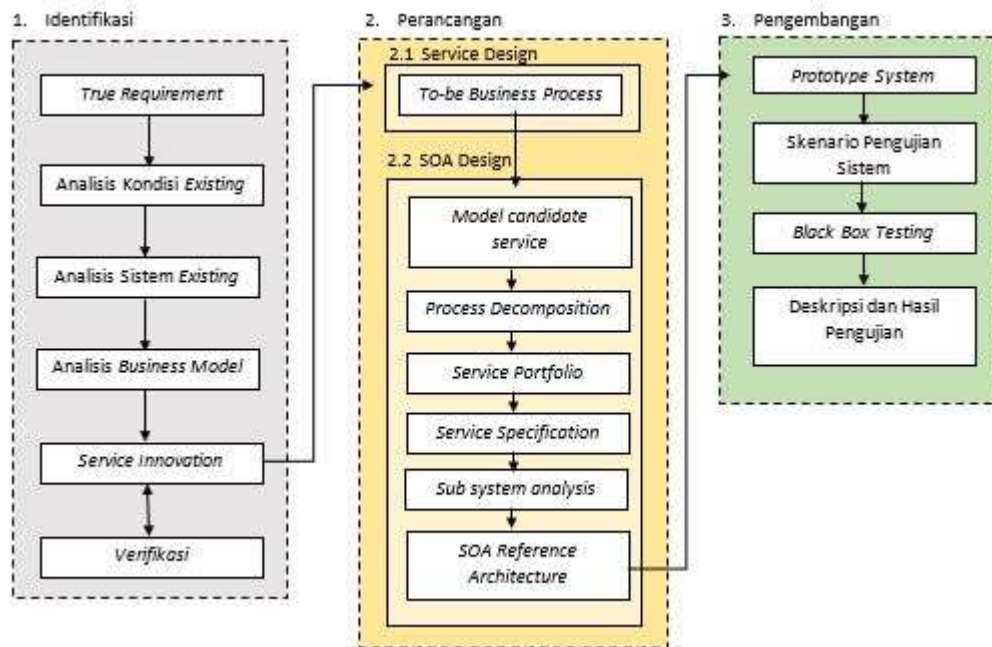 1. Identifikasi
True Requirement
Analisis Kondisi Existing
Analisis Sistem Existing
Analisis Business Model
Service Innovation
Verifikasi
2. Perancangan
2.1 Service Design
To-be Business Process
2.2 SOA Design
Model candidate
service
Process Decomposition
Service Portfolio
Service Specification
Sub system analysis
SOA Reference
Architecture
3. Pengembangan
Prototype System
Skenario Pengujian
Sistem
Black Box Testing
Deskripsi dan Hasil
Pengujian